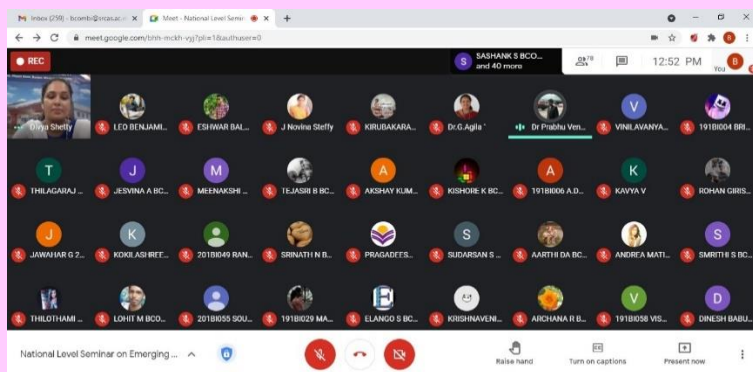 Inbox (259) - bcombi@srcas.ac.i
Meet - National Level Semin
meet.google.com/bhh-mckh-vyj?pli=1&authuser=0
REC
S SASHANK S BCO...
and 40 more
78
12:52 PM
You
B
Divya Shetty
LEO BENJAMI...
ESHWAR BAL...
J Novina Steffy
KIRUBAKARA...
Dr.G.Agila `
Dr Prabhu Ven...
V VINILAVANYA...
191BI004 BRI...
T THILAGARAJ ...
J JESVINA A BC...
M MEENAKSHI ...
TEJASRI B BC...
A AKSHAY KUM...
KISHORE K BC...
A 191BI006 A.D...
K KAVYA V
ROHAN GIRIS...
J JAWAHAR G 2...
K KOKILASHREE...
201BI049 RAN...
SRINATH N B...
PRAGADEES...
S SUDARSAN S ...
AARTHI DA BC...
ANDREA MATI...
S SMRITHI S BC...
THILOTHAMI ...
LOHIT M BCO...
201BI055 SOU...
191BI029 MA...
E ELANGO S BC...
KRISHNAVENI...
ARCHANA R B...
V 191BI058 VIS...
D DINESH BABU...
National Level Seminar on Emerging ...
Raise hand
Turn on captions
Present now